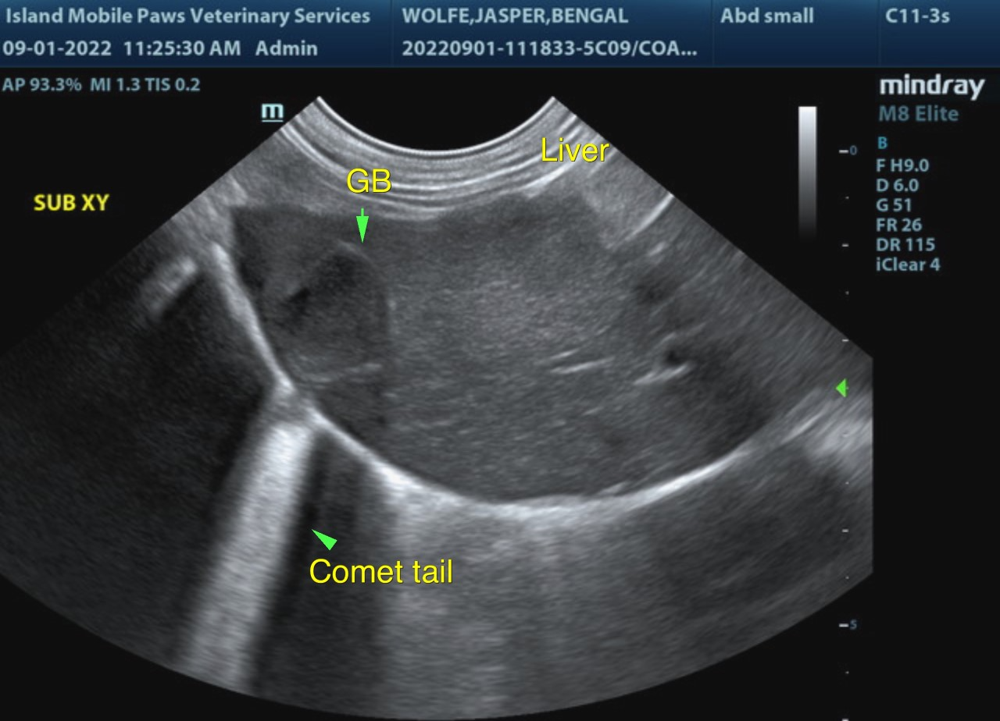 Island Mobile Paws Veterinary Services WOLFE,JASPER,BENGAL Abd small C11-3s
09-01-2022 11:25:30 AM Admin 20220901-111833-5C09/COA...
AP 93.3% MI 1.3 TIS 0.2
mindray
M8 Elite
m
B
F H9.0
D 6.0
G 51
FR 26
DR 115
iClear 4
0
Liver
GB
SUB XY
Comet tail
5